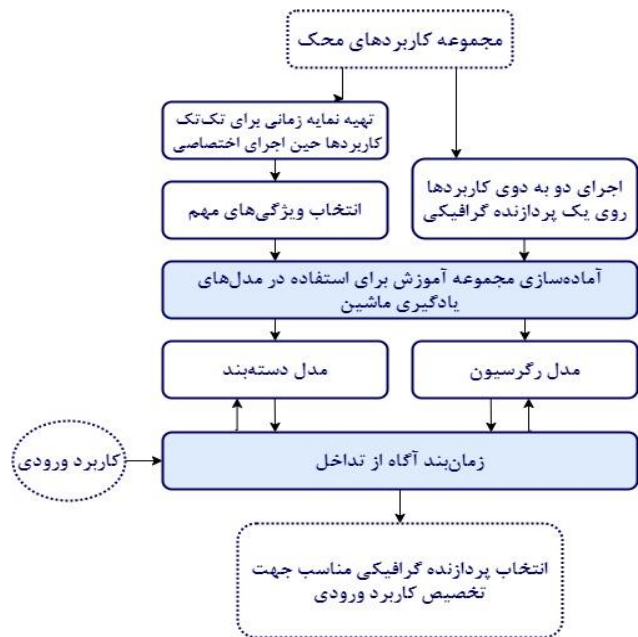 مجموعه کاربردهای محک
تهیه نمایه زمانی برای تک‌تک
کاربردها حین اجرای اختصاصی
اجرای دو به دوی کاربردها
روی یک پردازنده گرافیکی
انتخاب ویژگی‌های مهم
آماده‌سازی مجموعه آموزش برای استفاده در مدل‌های
یادگیری ماشین
مدل دسته‌بند
مدل رگرسیون
کاربرد ورودی
زمان‌بند آگاه از تداخل
انتخاب پردازنده گرافیکی مناسب جهت
تخصیص کاربرد ورودی